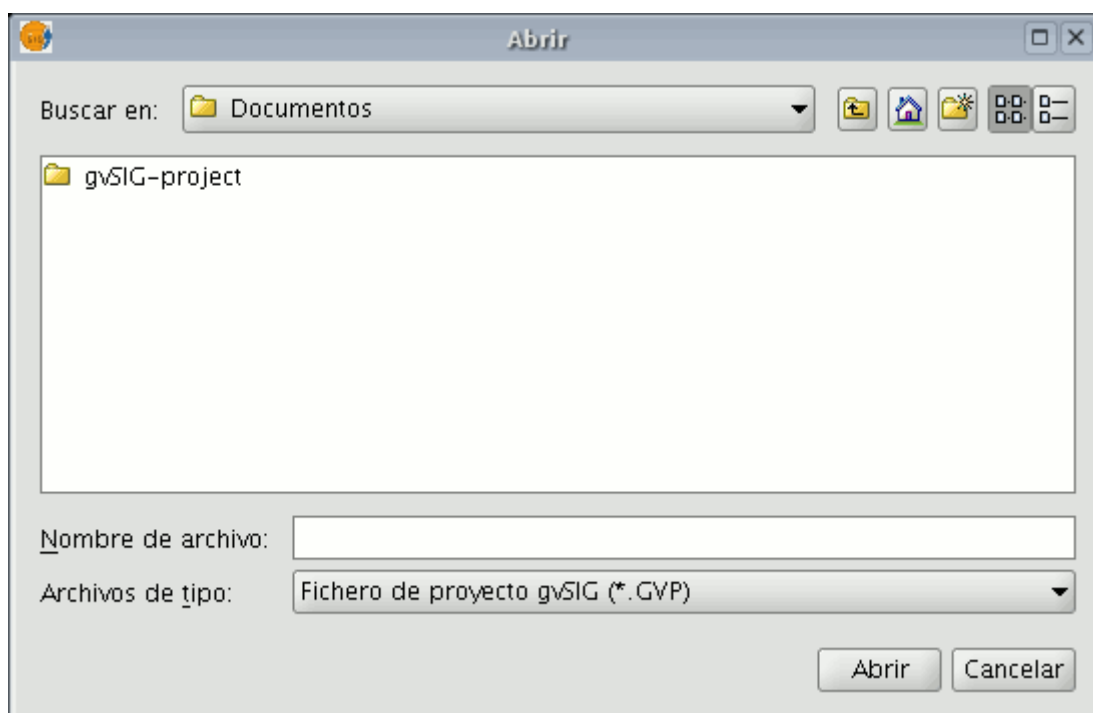 Abrir
Buscar en: Documentos
gvSIG-project
Nombre de archivo:
Archivos de tipo: Fichero de proyecto gvSIG (*.GVP)
Abrir Cancelar